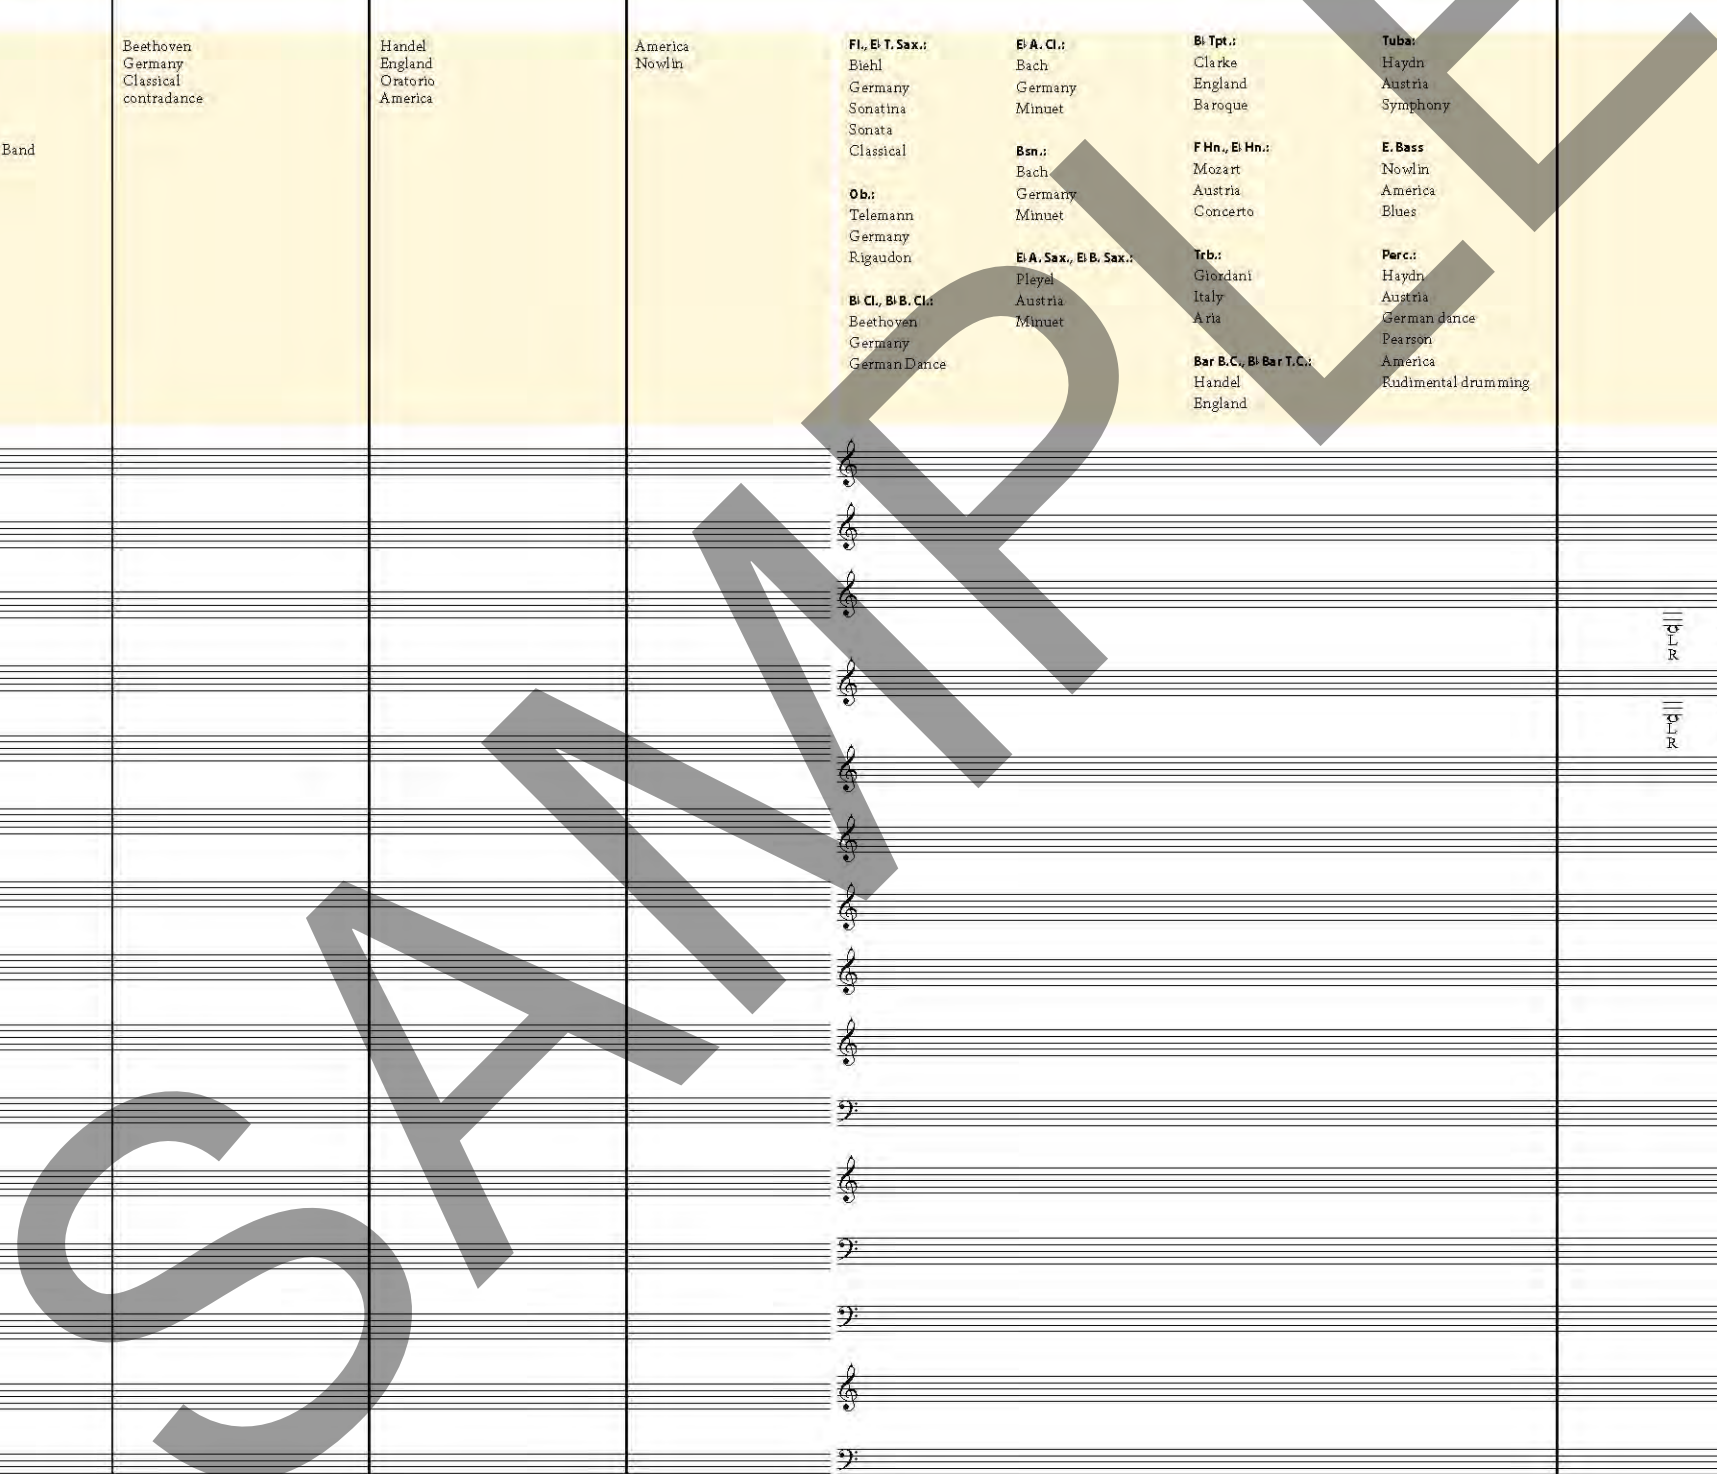 Band
Beethoven
Germany
Classical
contradance
Handel
England
Oratorio
America
America
Nowlin
Fl., E♭ T. Sax.:
Biehl
Germany
Sonatina
Sonata
Classical
Ob.:
Telemann
Germany
Rigaudon
B♭ Cl., B♭ B. Cl.:
Beethoven
Germany
German Dance
E♭ A. Cl.:
Bach
Germany
Minuet
Bsn.:
Bach
Germany
Minuet
E♭ A. Sax., E♭ B. Sax.:
Pleyel
Austria
Minuet
B♭ Tpt.:
Clarke
England
Baroque
F Hn., E♭ Hn.:
Mozart
Austria
Concerto
Trb.:
Giordani
Italy
Aria
Bar B.C., B♭ Bar T.C.:
Handel
England
Tuba:
Haydn
Austria
Symphony
E. Bass
Nowlin
America
Blues
Perc.:
Haydn
Austria
German dance
Pearson
America
Rudimental drumming
L
R
L
R
SAMPLE